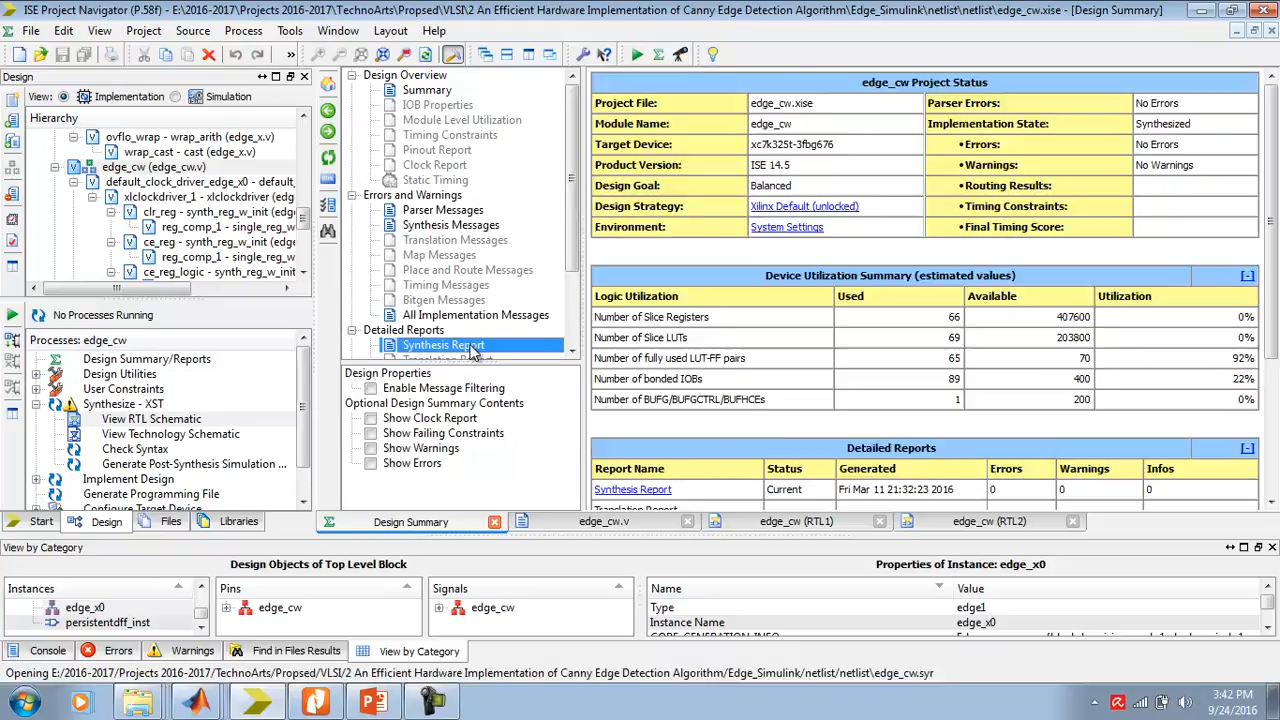 ISE Project Navigator (P.58f) - E:\2016-2017\Projects 2016-2017\TechnoArts\Propsed\VLSI\2 An Efficient Hardware Implementation of Canny Edge Detection Algorithm\Edge_Simulink\netlist\netlist\edge_cw.xise - [Design Summary]
File Edit View Project Source Process Tools Window Layout Help
Design
View: Implementation Simulation
Hierarchy
ovflo_wrap - wrap_arith (edge_x.v)
wrap_cast - cast (edge_x.v)
edge_cw (edge_cw.v)
default_clock_driver_edge_x0 - default_
xlclockdriver_1 - xlclockdriver (edg
clr_reg - synth_reg_w_init (edge
reg_comp_1 - single_reg_w
ce_reg - synth_reg_w_init (edge
reg_comp_1 - single_reg_w
ce_reg_logic - synth_reg_w_init
No Processes Running
Processes: edge_cw
Design Summary/Reports
Design Utilities
User Constraints
Synthesize - XST
View RTL Schematic
View Technology Schematic
Check Syntax
Generate Post-Synthesis Simulation ...
Implement Design
Generate Programming File
Configure Target Device
Start Design Files Libraries
Design Overview
Summary
IOB Properties
Module Level Utilization
Timing Constraints
Pinout Report
Clock Report
Static Timing
Errors and Warnings
Parser Messages
Synthesis Messages
Translation Messages
Map Messages
Place and Route Messages
Timing Messages
Bitgen Messages
All Implementation Messages
Detailed Reports
Synthesis Report
Translation Report
Design Properties
Enable Message Filtering
Optional Design Summary Contents
Show Clock Report
Show Failing Constraints
Show Warnings
Show Errors
edge_cw Project Status
Project File: edge_cw.xise Parser Errors: No Errors
Module Name: edge_cw Implementation State: Synthesized
Target Device: xc7k325t-3fbg676 •Errors: No Errors
Product Version: ISE 14.5 •Warnings: No Warnings
Design Goal: Balanced •Routing Results:
Design Strategy: Xilinx Default (unlocked) •Timing Constraints:
Environment: System Settings •Final Timing Score:
Device Utilization Summary (estimated values) [-]
Logic Utilization Used Available Utilization
Number of Slice Registers 66 407600 0%
Number of Slice LUTs 69 203800 0%
Number of fully used LUT-FF pairs 65 70 92%
Number of bonded IOBs 89 400 22%
Number of BUFG/BUFGCTRL/BUFHCEs 1 200 0%
Detailed Reports [-]
Report Name Status Generated Errors Warnings Infos
Synthesis Report Current Fri Mar 11 21:32:23 2016 0 0 0
Translation Report
Design Summary edge_cw.v edge_cw (RTL1) edge_cw (RTL2)
View by Category
Design Objects of Top Level Block Properties of Instance: edge_x0
Instances Pins Signals Name Value
edge_x0 edge_cw edge_cw Type edge1
persistentdff_inst Instance Name edge_x0
Console Errors Warnings Find in Files Results View by Category
Opening E:/2016-2017/Projects 2016-2017/TechnoArts/Propsed/VLSI/2 An Efficient Hardware Implementation of Canny Edge Detection Algorithm/Edge_Simulink/netlist/netlist\edge_cw.syr
3:42 PM
9/24/2016